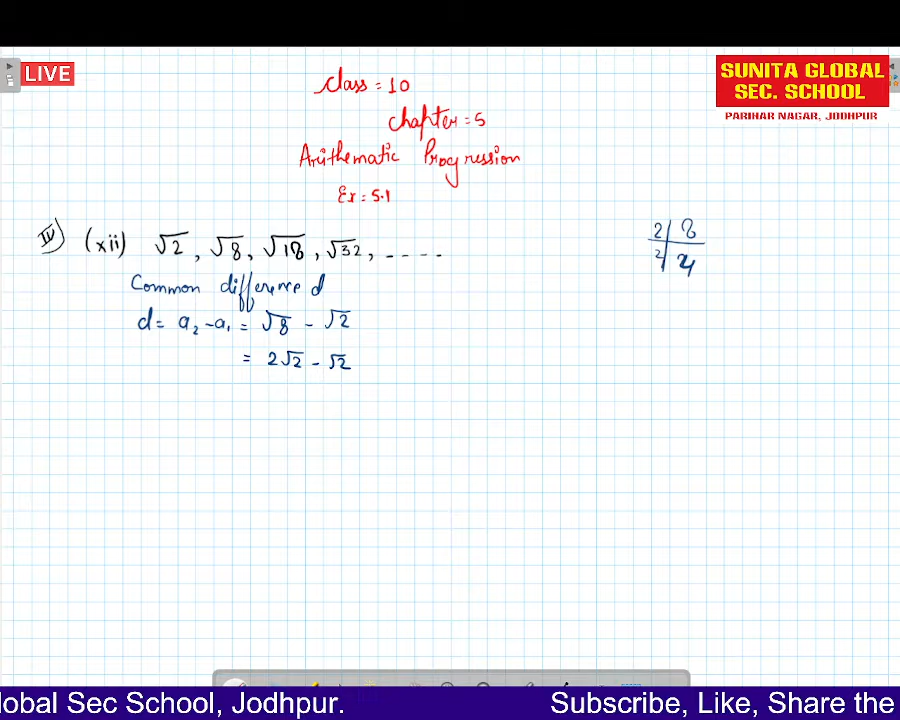 LIVE
SUNITA GLOBAL
SEC. SCHOOL
PARIHAR NAGAR, JODHPUR
Class = 10
Chapter = 5
Arithematic Progression
Ex = 5.1
IV) (xii) √2, √8, √18, √32, - - - -
Common difference d
d = a₂ - a₁ = √8 - √2
= 2√2 - √2
2 | 8
2 | 4
lobal Sec School, Jodhpur. Subscribe, Like, Share the